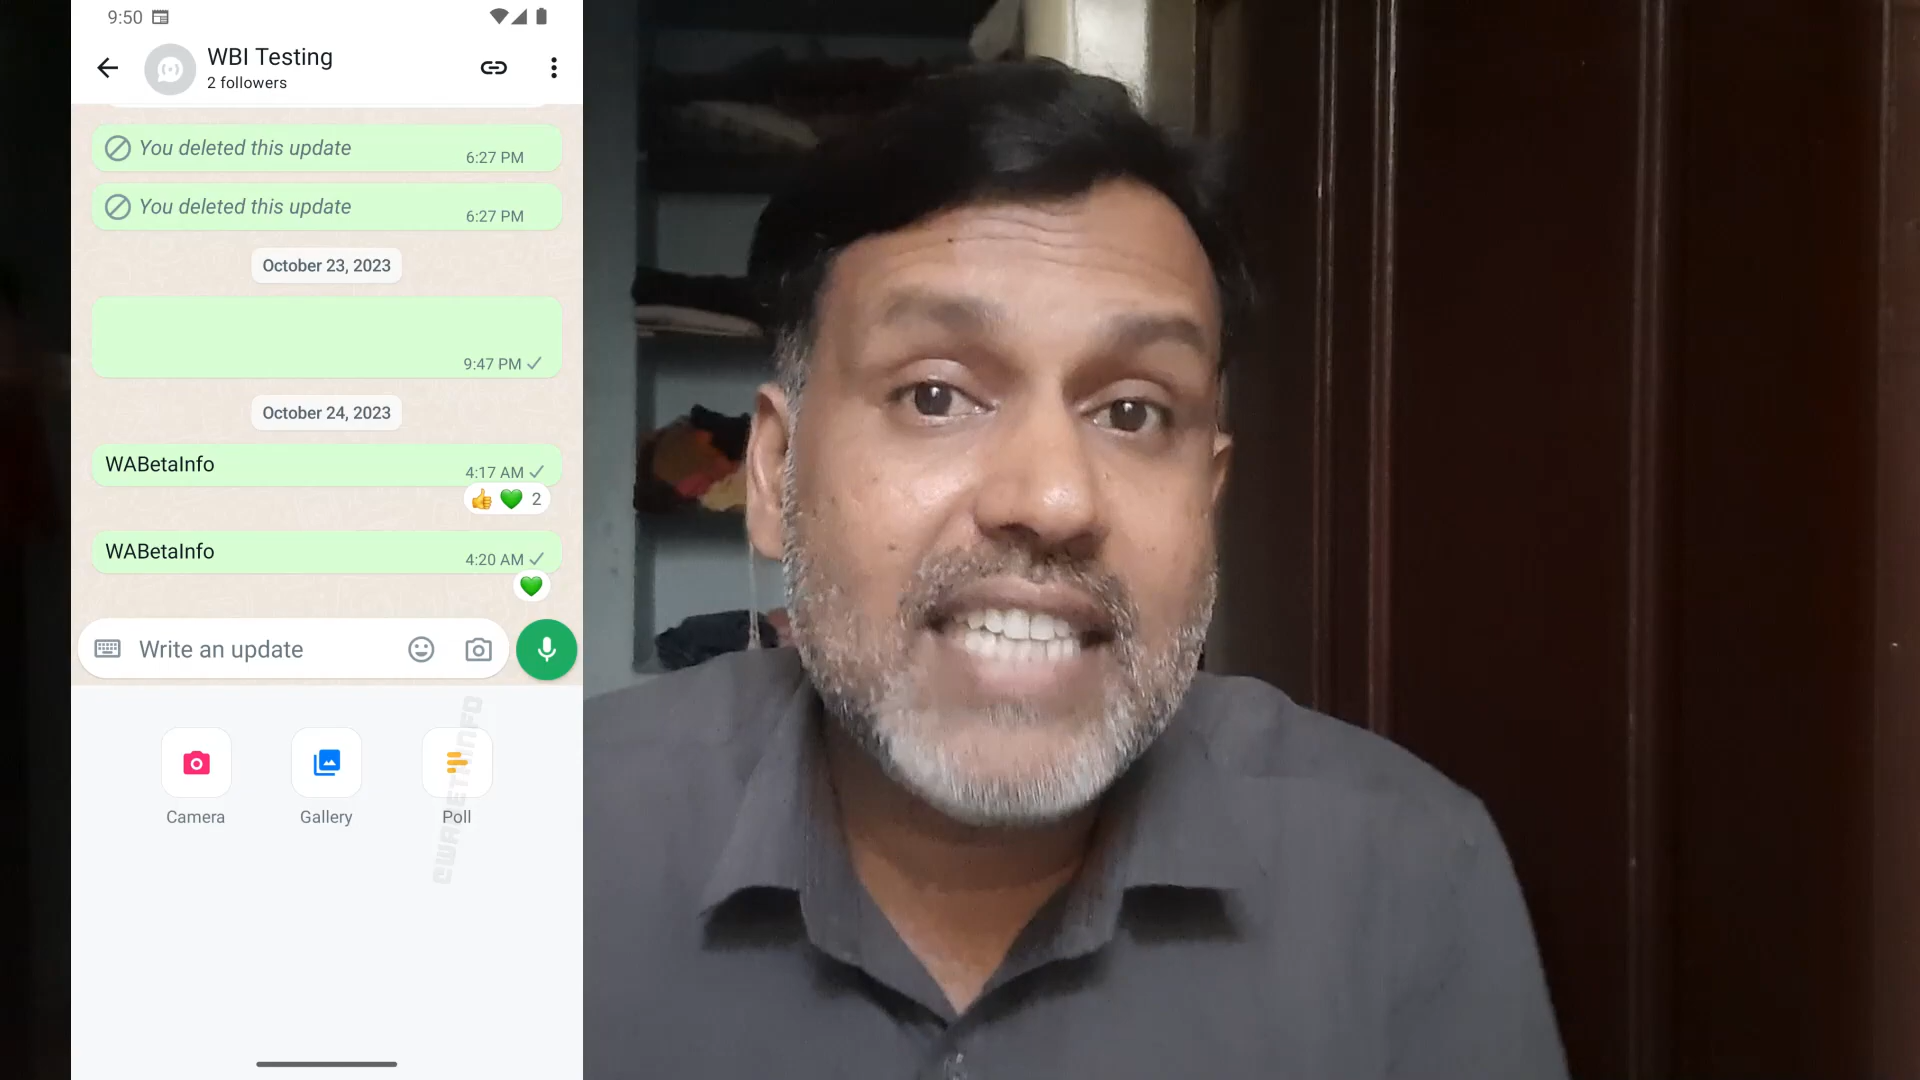 9:50
WBI Testing
2 followers
You deleted this update
6:27 PM
You deleted this update
6:27 PM
October 23, 2023
9:47 PM
October 24, 2023
WABetaInfo
4:17 AM
2
WABetaInfo
4:20 AM
Write an update
Camera
Gallery
Poll
©WABETAINFO